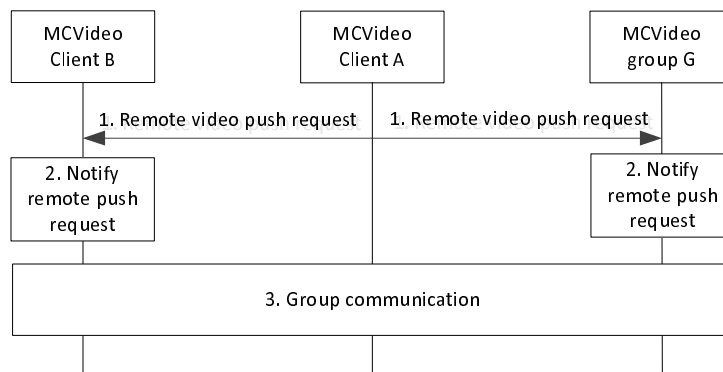 MCVideo
Client B
MCVideo
Client A
MCVideo
group G
1. Remote video push request
1. Remote video push request
2. Notify
remote push
request
2. Notify
remote push
request
3. Group communication